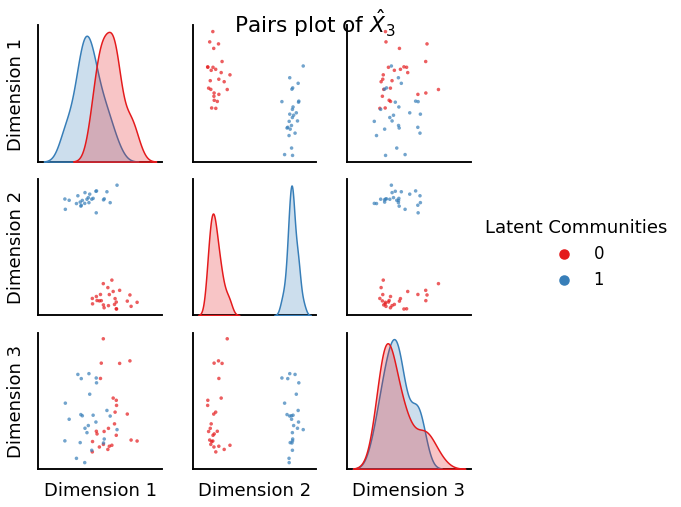 Pairs plot of X̂₃
Dimension 1
Dimension 2
Dimension 3
Latent Communities
0
1
Dimension 1
Dimension 2
Dimension 3